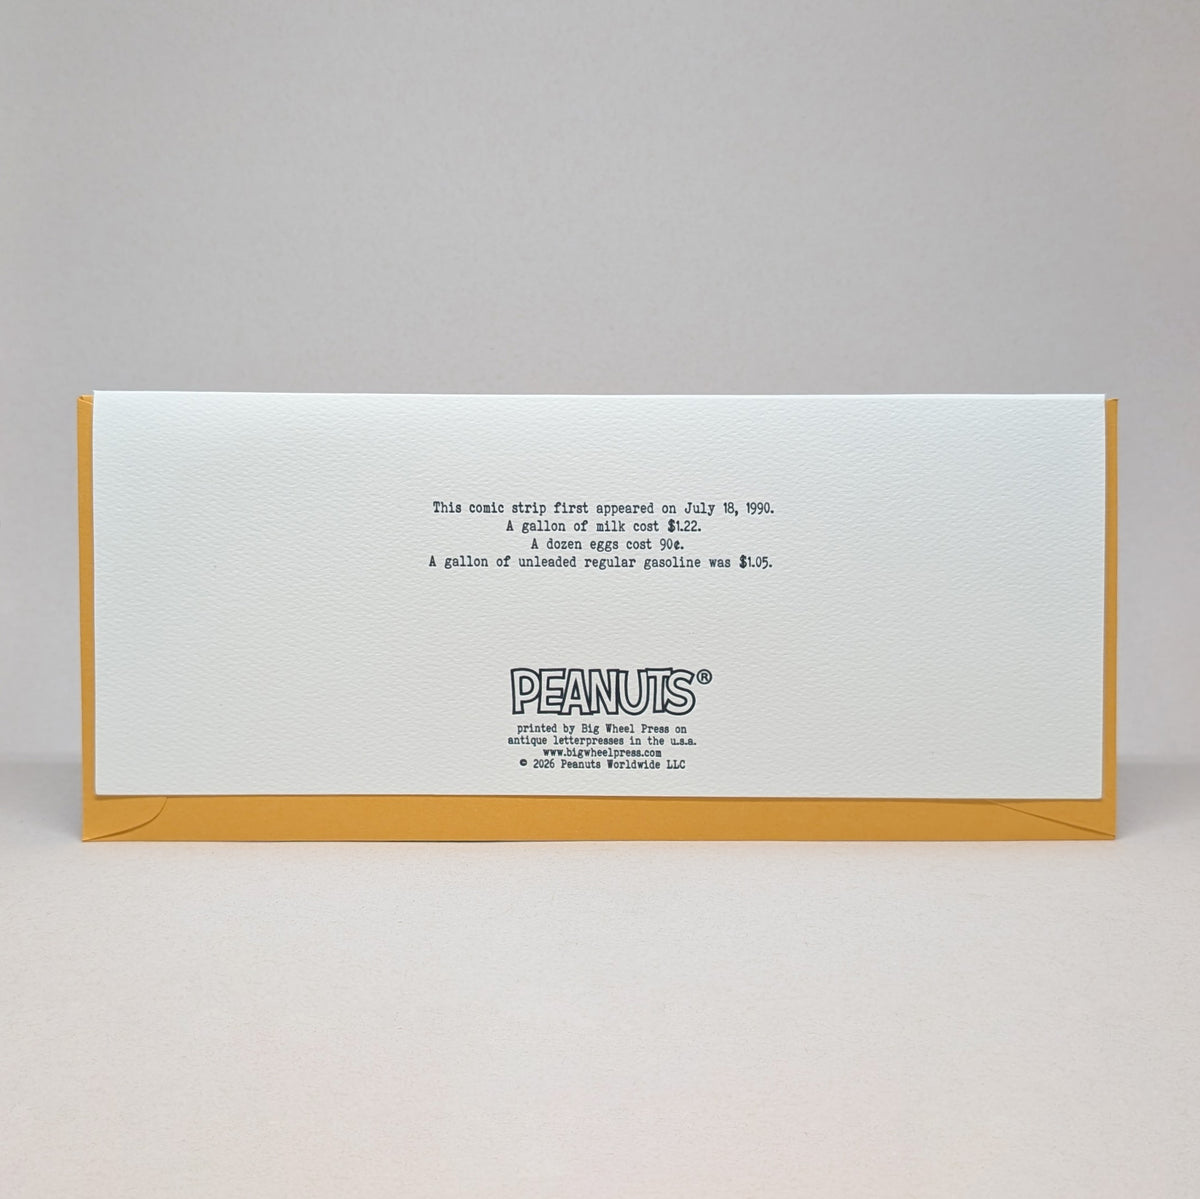 This comic strip first appeared on July 18, 1990.
A gallon of milk cost $1.22.
A dozen eggs cost 90¢.
A gallon of unleaded regular gasoline was $1.05.
PEANUTS®
printed by Big Wheel Press on
antique letterpresses in the u.s.a.
www.bigwheelpress.com
© 2026 Peanuts Worldwide LLC